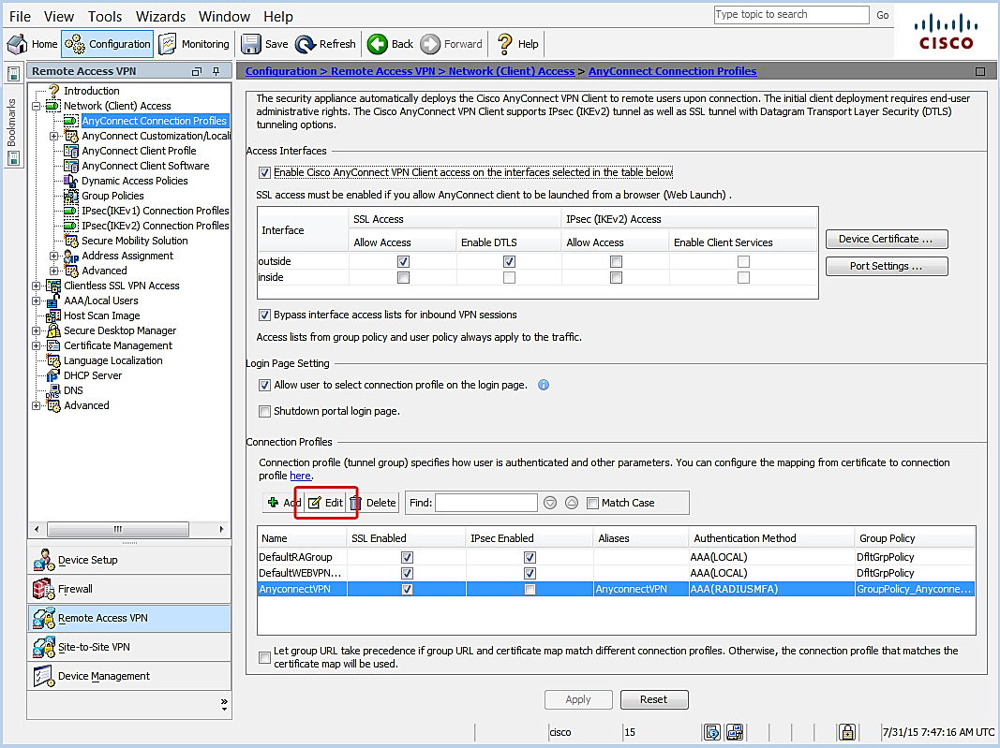 File View Tools Wizards Window Help
Type topic to search Go
Home Configuration Monitoring Save Refresh Back Forward Help
CISCO
Bookmarks
Remote Access VPN
Introduction
Network (Client) Access
AnyConnect Connection Profiles
AnyConnect Customization/Locali
AnyConnect Client Profile
AnyConnect Client Software
Dynamic Access Policies
Group Policies
IPsec(IKEv1) Connection Profiles
IPsec(IKEv2) Connection Profiles
Secure Mobility Solution
Address Assignment
Advanced
Clientless SSL VPN Access
AAA/Local Users
Host Scan Image
Secure Desktop Manager
Certificate Management
Language Localization
DHCP Server
DNS
Advanced
Device Setup
Firewall
Remote Access VPN
Site-to-Site VPN
Device Management
Configuration > Remote Access VPN > Network (Client) Access > AnyConnect Connection Profiles
The security appliance automatically deploys the Cisco AnyConnect VPN Client to remote users upon connection. The initial client deployment requires end-user
administrative rights. The Cisco AnyConnect VPN Client supports IPsec (IKEv2) tunnel as well as SSL tunnel with Datagram Transport Layer Security (DTLS)
tunneling options.
Access Interfaces
Enable Cisco AnyConnect VPN Client access on the interfaces selected in the table below
SSL access must be enabled if you allow AnyConnect client to be launched from a browser (Web Launch) .
Interface SSL Access IPsec (IKEv2) Access
Allow Access Enable DTLS Allow Access Enable Client Services
outside
inside
Device Certificate ...
Port Settings ...
Bypass interface access lists for inbound VPN sessions
Access lists from group policy and user policy always apply to the traffic.
Login Page Setting
Allow user to select connection profile on the login page.
Shutdown portal login page.
Connection Profiles
Connection profile (tunnel group) specifies how user is authenticated and other parameters. You can configure the mapping from certificate to connection
profile here.
Add Edit Delete Find: Match Case
Name SSL Enabled IPsec Enabled Aliases Authentication Method Group Policy
DefaultRAGroup AAA(LOCAL) DfltGrpPolicy
DefaultWEBVPN... AAA(LOCAL) DfltGrpPolicy
AnyconnectVPN AnyconnectVPN AAA(RADIUSMFA) GroupPolicy_Anyconne...
Let group URL take precedence if group URL and certificate map match different connection profiles. Otherwise, the connection profile that matches the
certificate map will be used.
Apply Reset
cisco 15 7/31/15 7:47:16 AM UTC